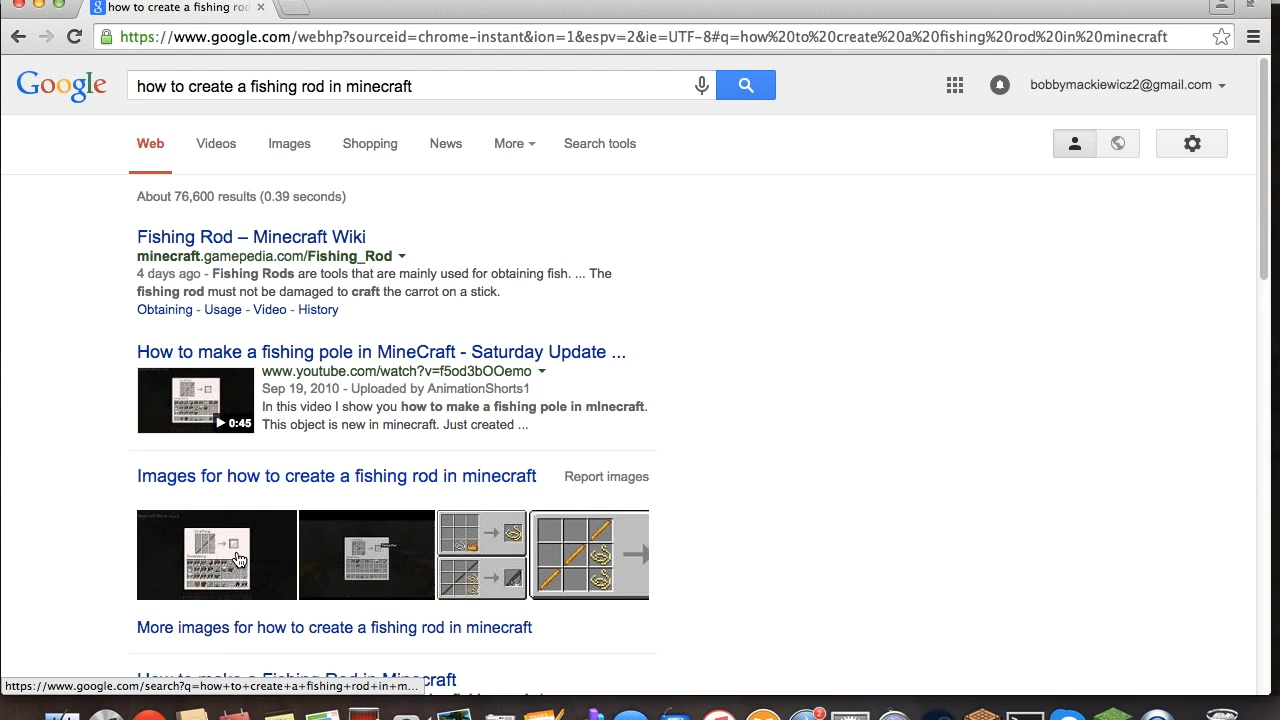 how to create a fishing rod
https://www.google.com/webhp?sourceid=chrome-instant&ion=1&espv=2&ie=UTF-8#q=how%20to%20create%20a%20fishing%20rod%20in%20minecraft
Google
how to create a fishing rod in minecraft
bobbymackiewicz2@gmail.com
Web Videos Images Shopping News More Search tools
About 76,600 results (0.39 seconds)
Fishing Rod – Minecraft Wiki
minecraft.gamepedia.com/Fishing_Rod
4 days ago - Fishing Rods are tools that are mainly used for obtaining fish. ... The
fishing rod must not be damaged to craft the carrot on a stick.
Obtaining - Usage - Video - History
How to make a fishing pole in MineCraft - Saturday Update ...
www.youtube.com/watch?v=f5od3bOOemo
Sep 19, 2010 - Uploaded by AnimationShorts1
In this video I show you how to make a fishing pole in mInecraft.
0:45
This object is new in minecraft. Just created ...
Images for how to create a fishing rod in minecraft Report images
More images for how to create a fishing rod in minecraft
How to make a Fishing Rod in Minecraft
https://www.google.com/search?q=how+to+create+a+fishing+rod+in+m...
2